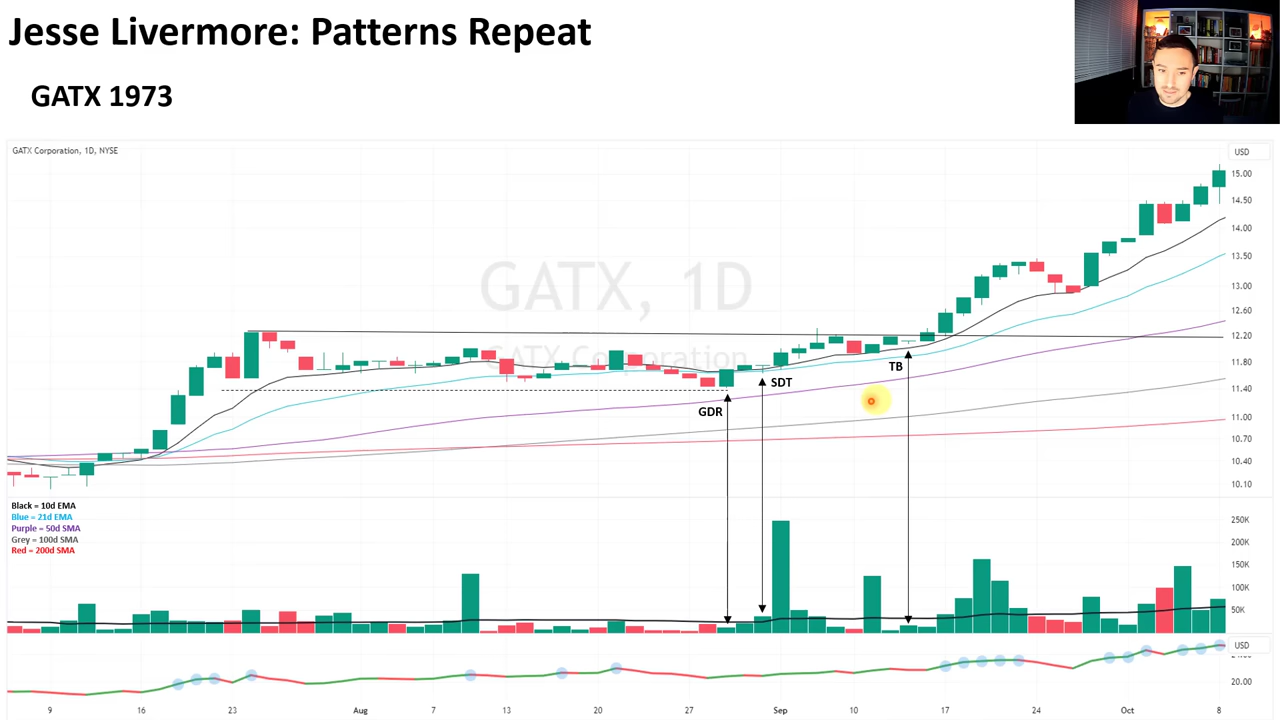 Jesse Livermore: Patterns Repeat
GATX 1973
GATX Corporation, 1D, NYSE
USD
15.00
14.50
14.00
13.50
GATX, 1D
13.00
12.60
12.20
GATX Corporation
11.80
TB
SDT
11.40
GDR
11.00
10.70
10.40
10.10
Black = 10d EMA
Blue = 21d EMA
Purple = 50d SMA
Grey = 100d SMA
Red = 200d SMA
250K
200K
150K
100K
50K
USD
20.00
9 16 23 Aug 7 13 20 27 Sep 10 17 24 Oct 8